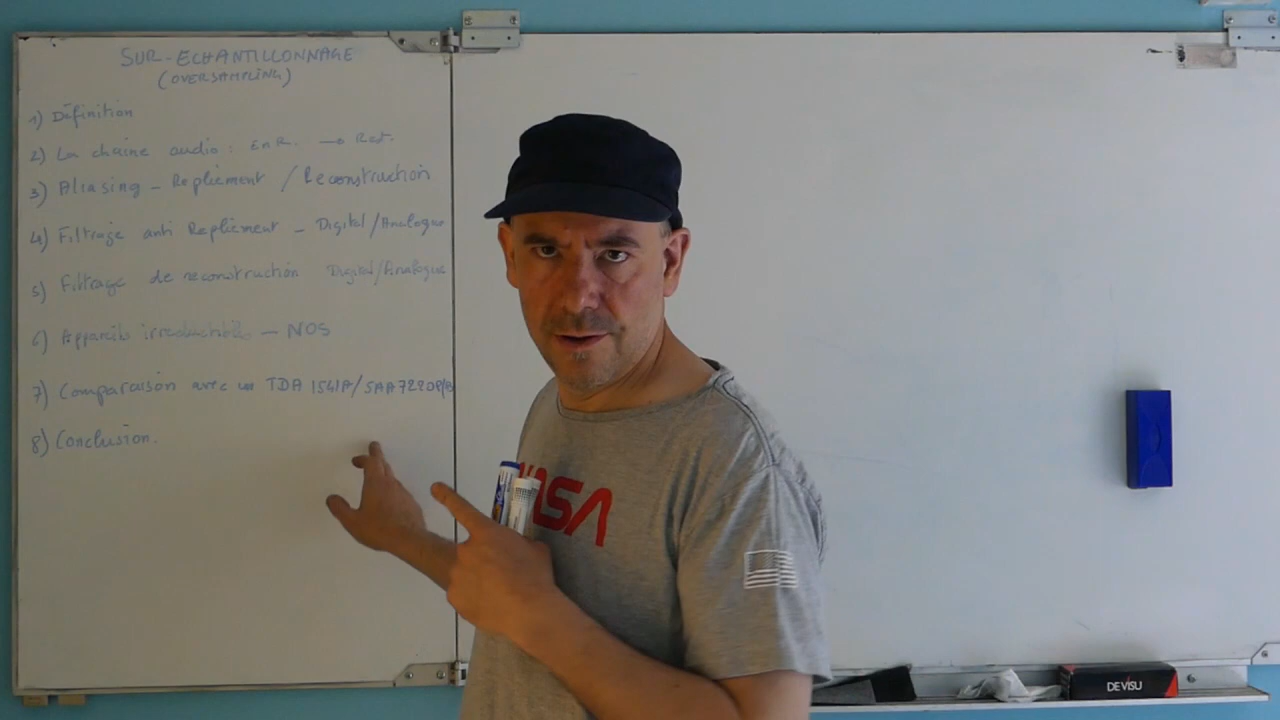 SUR-ECHANTILLONNAGE
(OVERSAMPLING)
1) Définition
2) La chaine audio : EnR. → Rest.
3) Aliasing - Repliement / Reconstruction
4) Filtrage anti Repliement - Digital/Analogue
5) Filtrage de reconstruction Digital/Analogue
6) Appareils irréductibles - NOS
7) Comparaison avec un TDA 1541A/SAA7220P/B
8) Conclusion.
NASA
DEVISU